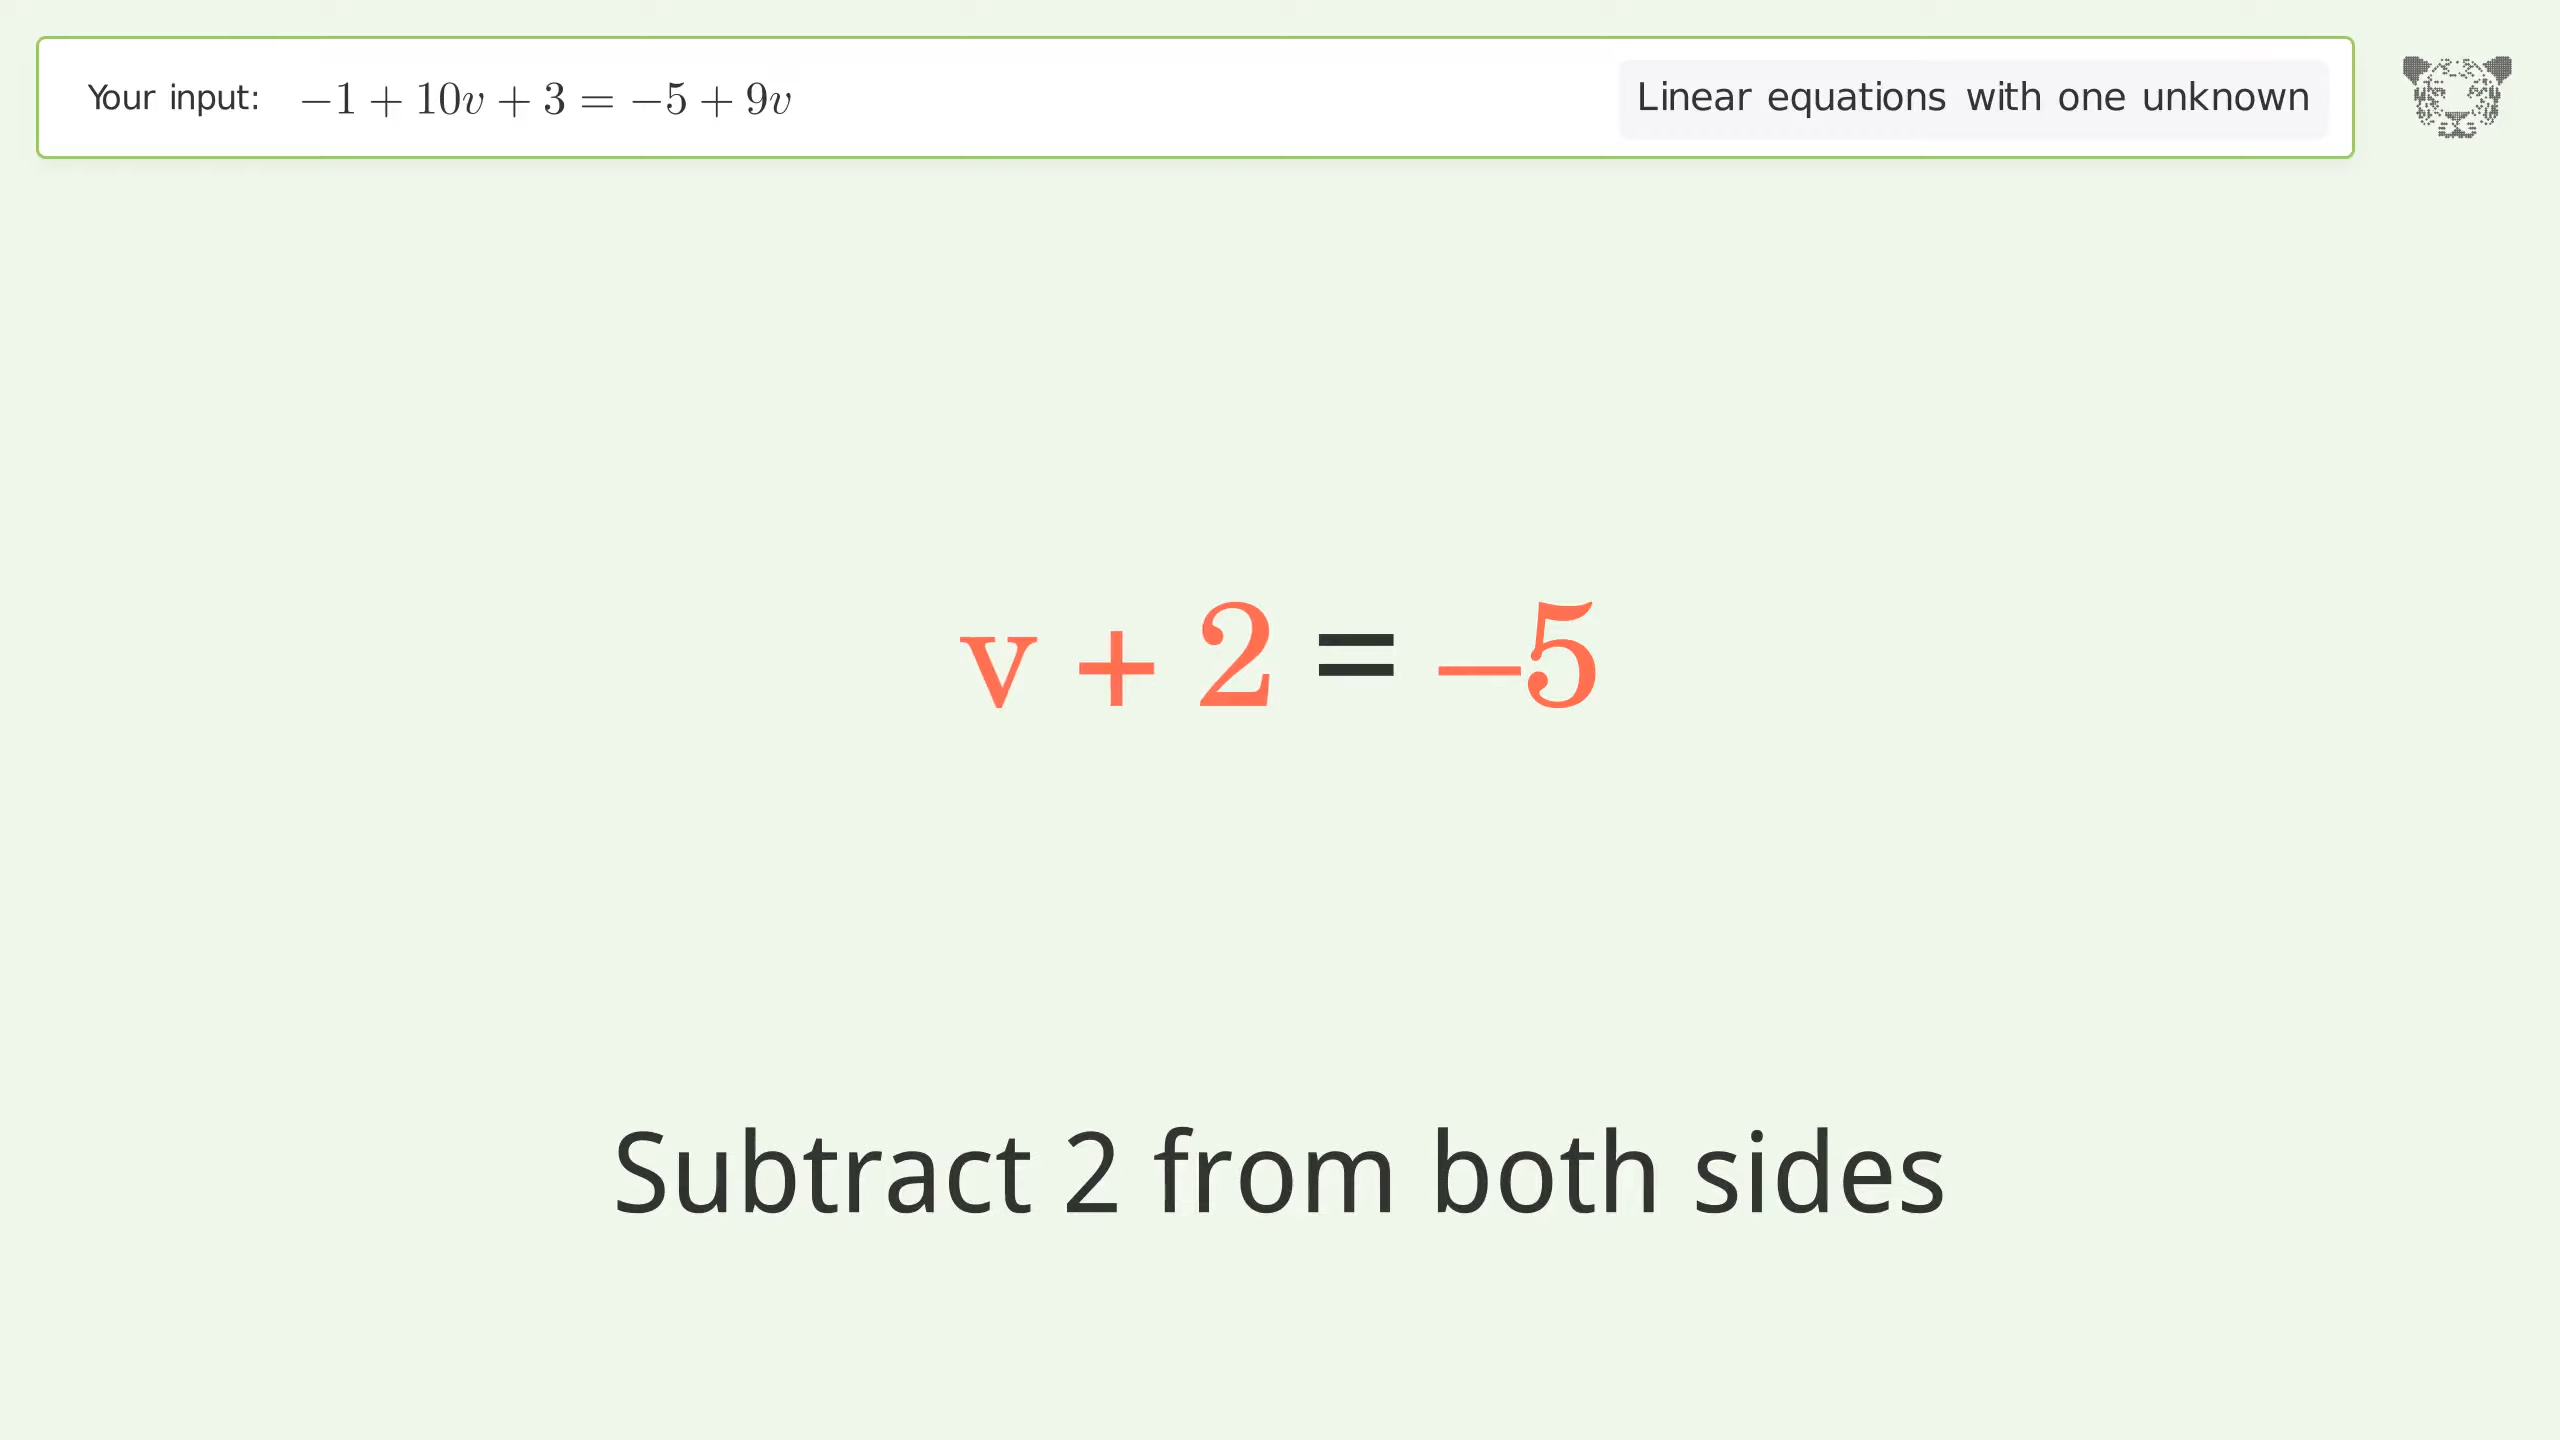 Your input: −1 + 10v + 3 = −5 + 9v
Linear equations with one unknown
v + 2 = −5
Subtract 2 from both sides